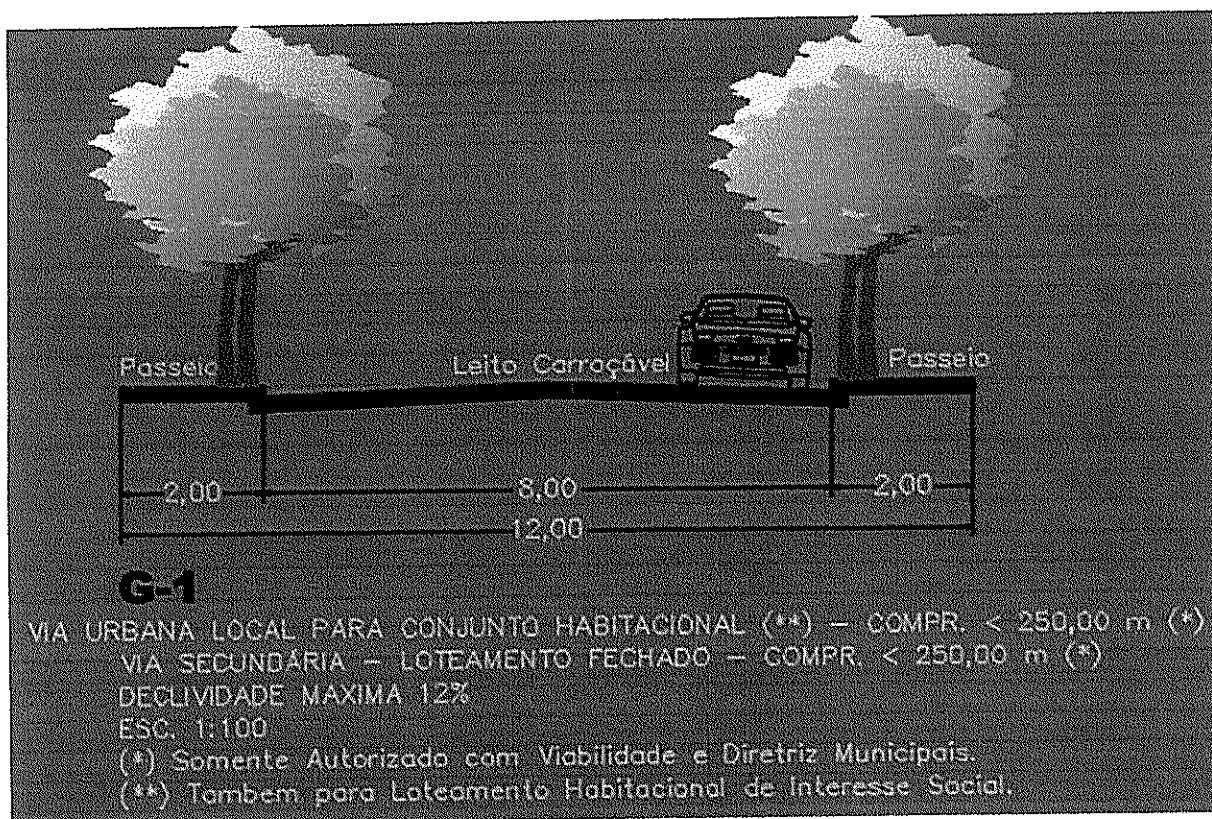 Passeio
Leito Carroçável
Passeio
2,00
8,00
2,00
12,00
G-1
VIA URBANA LOCAL PARA CONJUNTO HABITACIONAL (**) – COMPR. < 250,00 m (*)
VIA SECUNDÁRIA – LOTEAMENTO FECHADO – COMPR. < 250,00 m (*)
DECLIVIDADE MAXIMA 12%
ESC. 1:100
(*) Somente Autorizado com Viabilidade e Diretriz Municipais.
(**) Tambem para Loteamento Habitacional de Interesse Social.